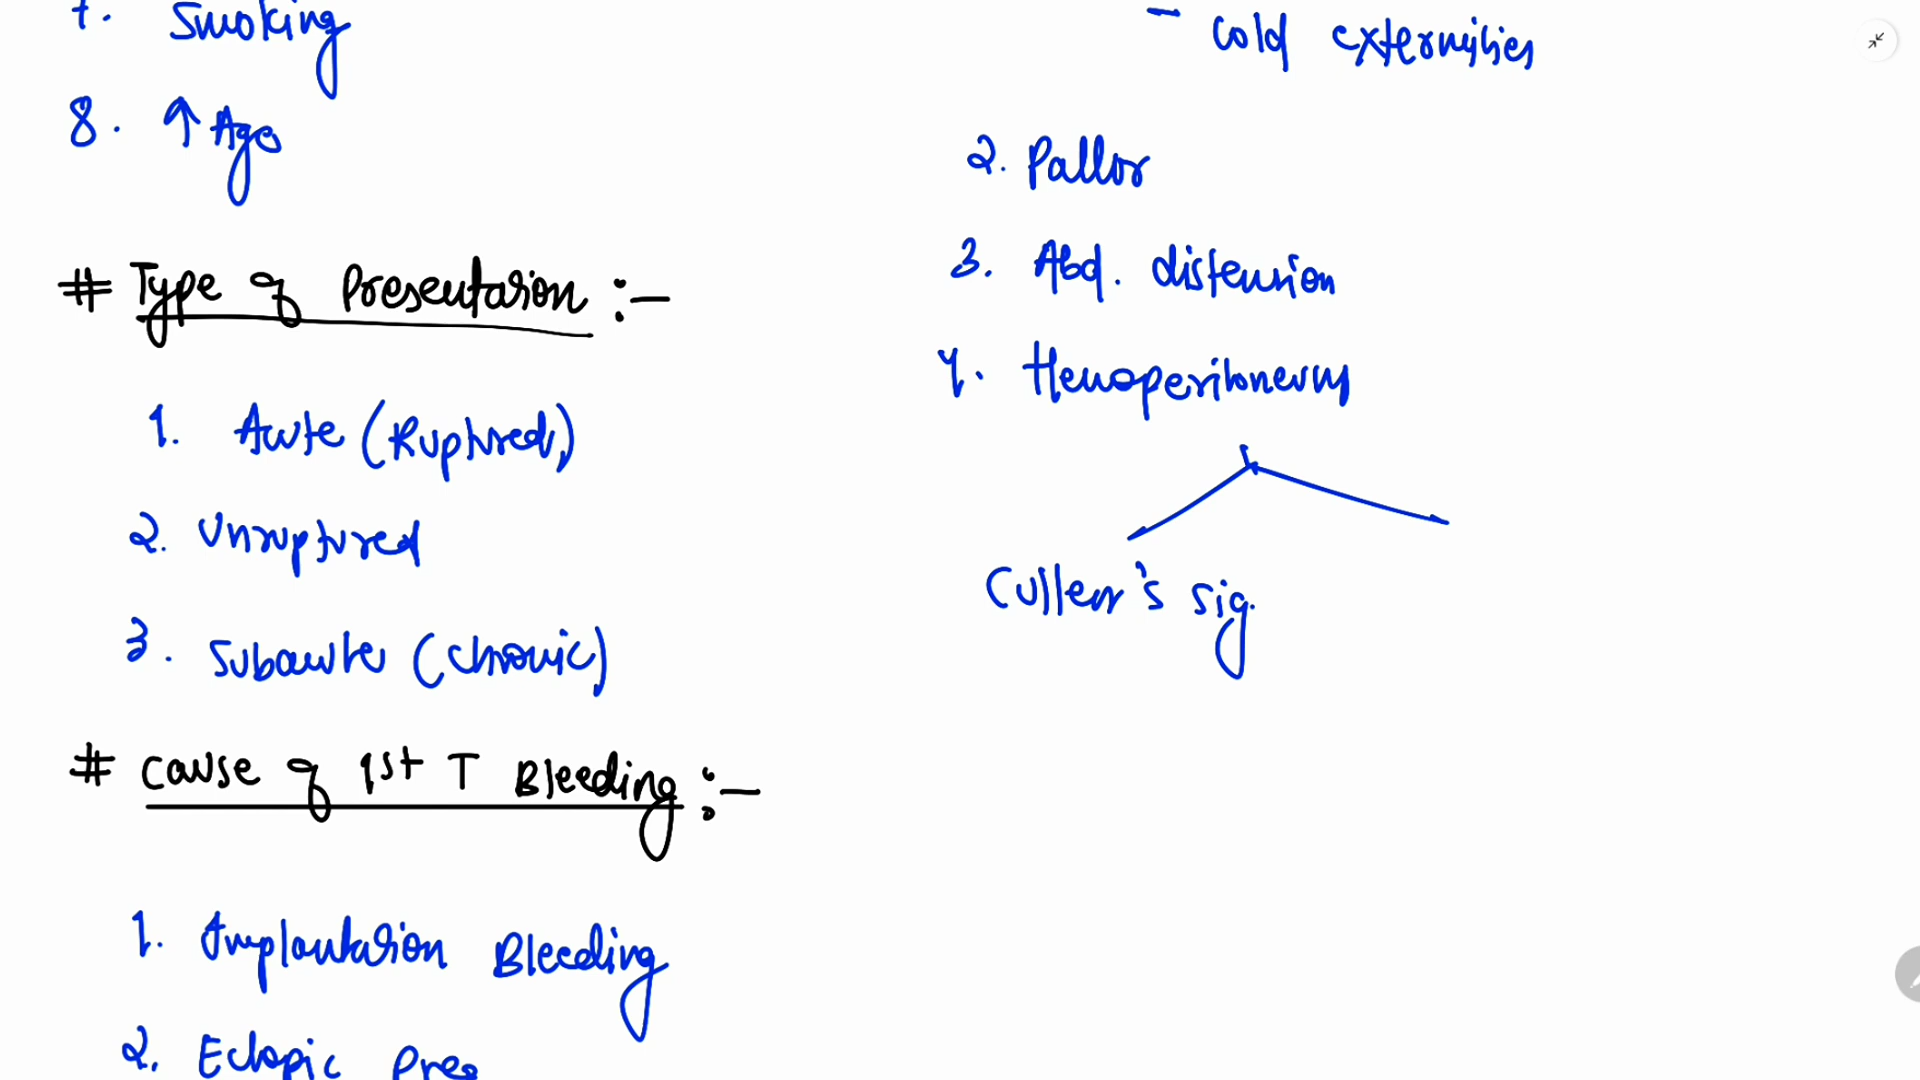 7. Smoking
8. ↑ Age
# Type of Presentation :-
1. Acute (Ruptured)
2. Unruptured
3. Subacute (Chronic)
# Cause of 1st T Bleeding :-
1. Implantation Bleeding
2. Ectopic Preg
- cold externities
2. Pallor
3. Abd. distension
4. Hemoperitoneum
Cullen's sig